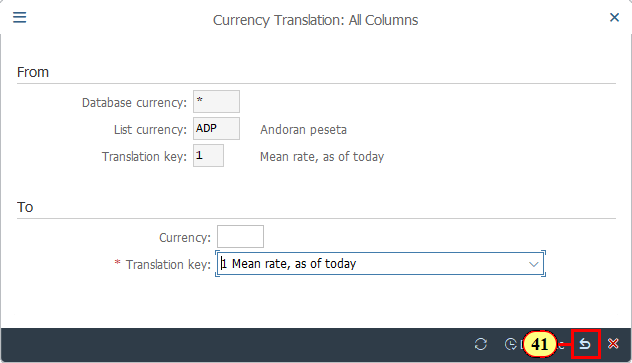 Currency Translation: All Columns
From
Database currency: *
List currency: ADP Andoran peseta
Translation key: 1 Mean rate, as of today
To
Currency:
* Translation key: 1 Mean rate, as of today
41